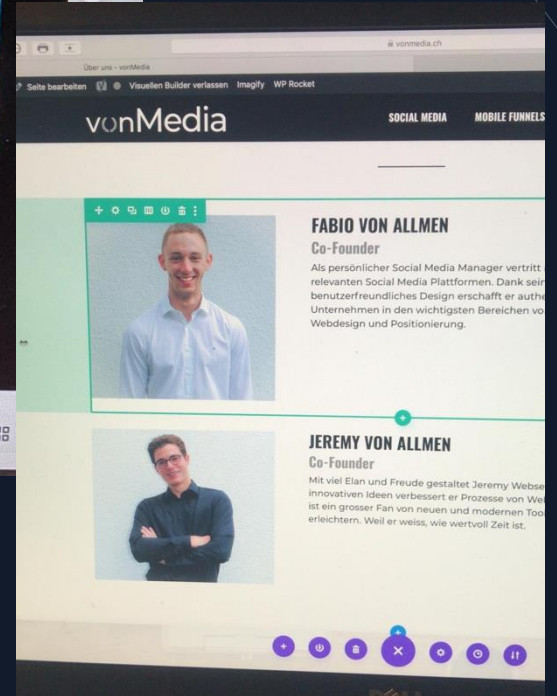 vonmedia.ch
Über uns - vonMedia
Seite bearbeiten Visuellen Builder verlassen Imagify WP Rocket
vonMedia
SOCIAL MEDIA MOBILE FUNNELS
FABIO VON ALLMEN
Co-Founder
Als persönlicher Social Media Manager vertritt
relevanten Social Media Plattformen. Dank sein
benutzerfreundliches Design erschafft er authe
Unternehmen in den wichtigsten Bereichen vo
Webdesign und Positionierung.
JEREMY VON ALLMEN
Co-Founder
Mit viel Elan und Freude gestaltet Jeremy Webse
innovativen Ideen verbessert er Prozesse von We
ist ein grosser Fan von neuen und modernen Too
erleichtern. Weil er weiss, wie wertvoll Zeit ist.